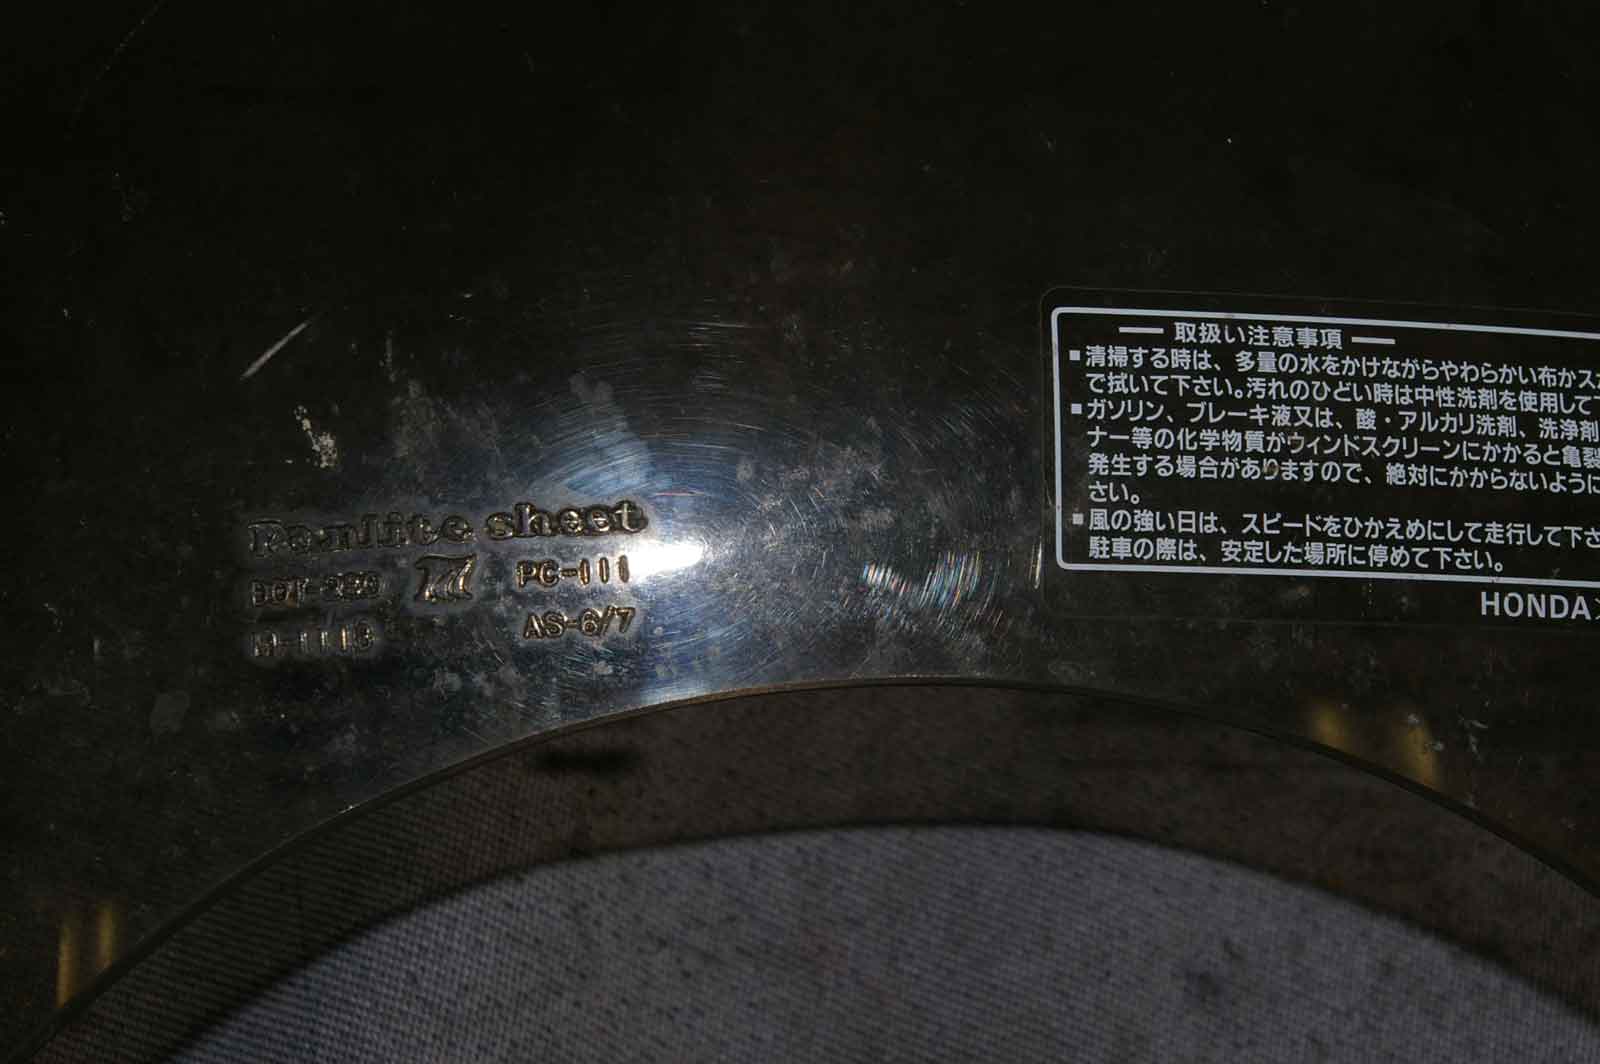 Panlite sheet
DOT-239 PC-111
M-111G AS-6/7
取扱い注意事項
▪清掃する時は、多量の水をかけながらやわらかい布かス
で拭いて下さい。汚れのひどい時は中性洗剤を使用して
▪ガソリン、ブレーキ液又は、酸・アルカリ洗剤、洗浄剤
ナー等の化学物質がウィンドスクリーンにかかると亀裂
発生する場合がありますので、絶対にかからないように
さい。
▪風の強い日は、スピードをひかえめにして走行して下さ
駐車の際は、安定した場所に停めて下さい。
HONDA